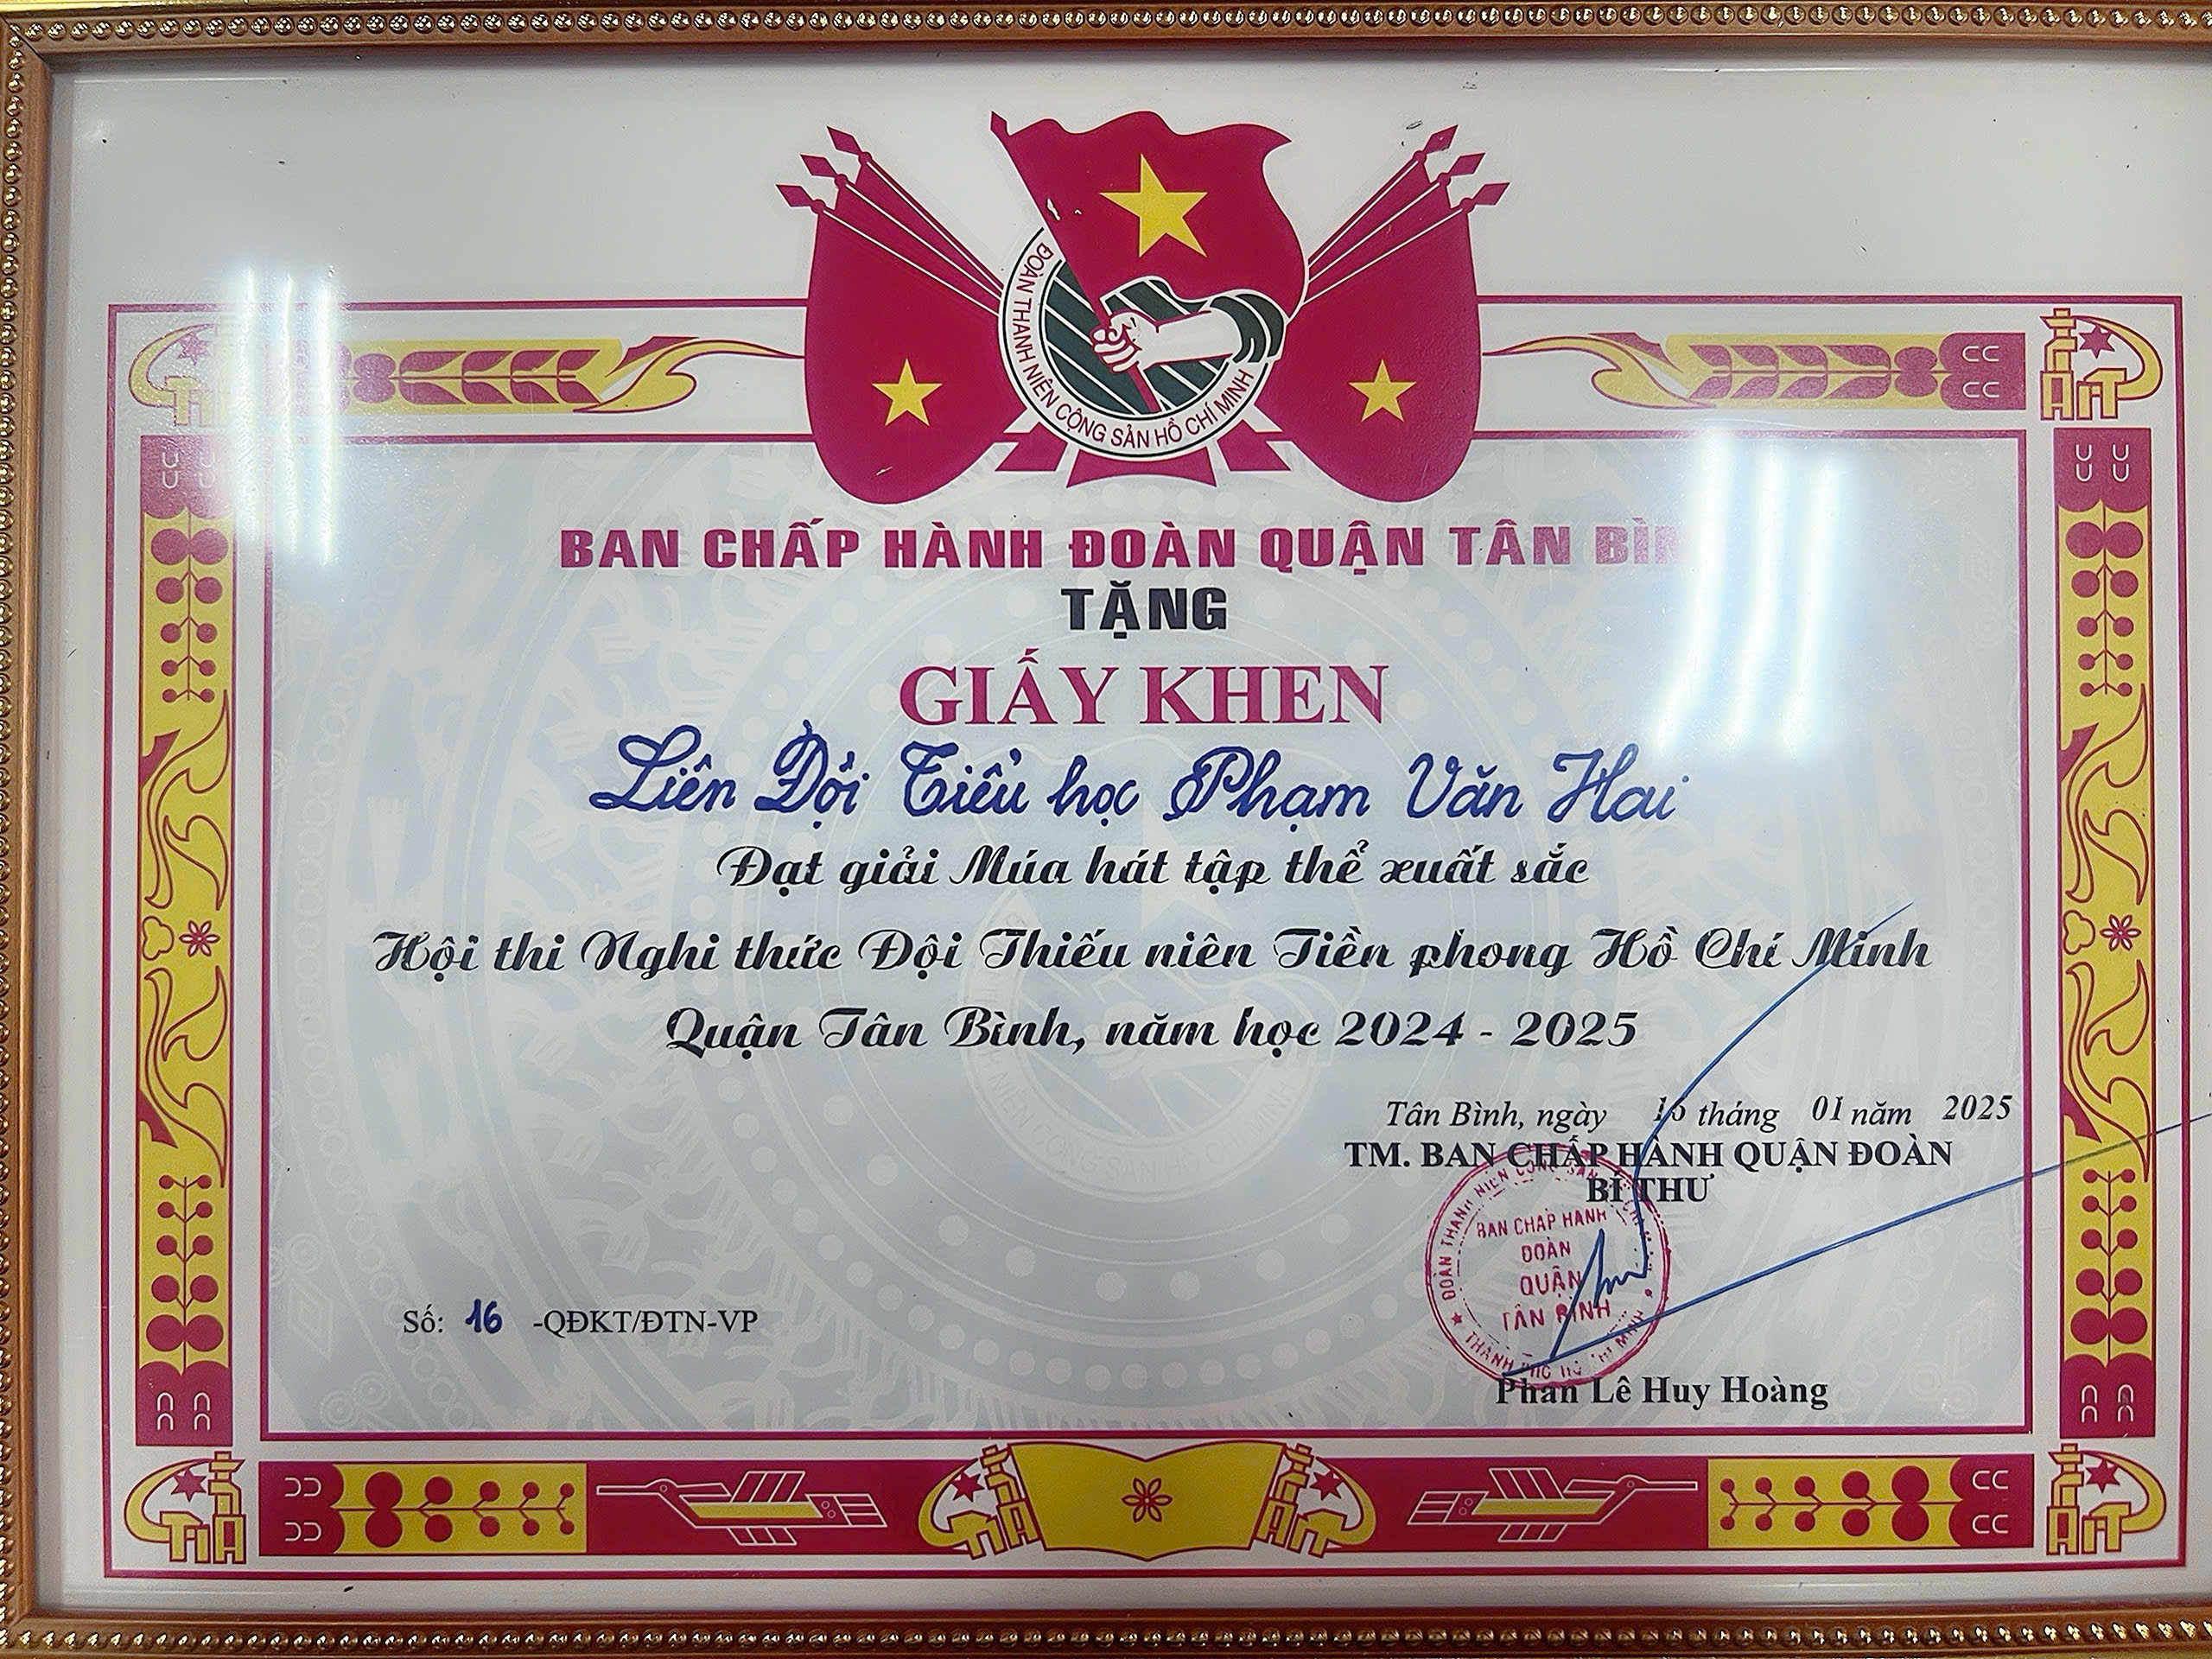 ĐOÀN THANH NIÊN CỘNG SẢN HỒ CHÍ MINH
BAN CHẤP HÀNH ĐOÀN QUẬN TÂN BÌN
TẶNG
GIẤY KHEN
Liên Đội Tiểu học Phạm Văn Hai
Đạt giải Múa hát tập thể xuất sắc
Hội thi Nghi thức Đội Thiếu niên Tiền phong Hồ Chí Minh
Quận Tân Bình, năm học 2024 - 2025
Tân Bình, ngày tháng 01 năm 2025
TM. BAN CHẤP HÀNH QUẬN ĐOÀN
BÍ THƯ
BAN CHẤP HÀNH
ĐOÀN
QUẬN
TÂN BÌNH
Số: 16 -QĐKT/ĐTN-VP
Phan Lê Huy Hoàng